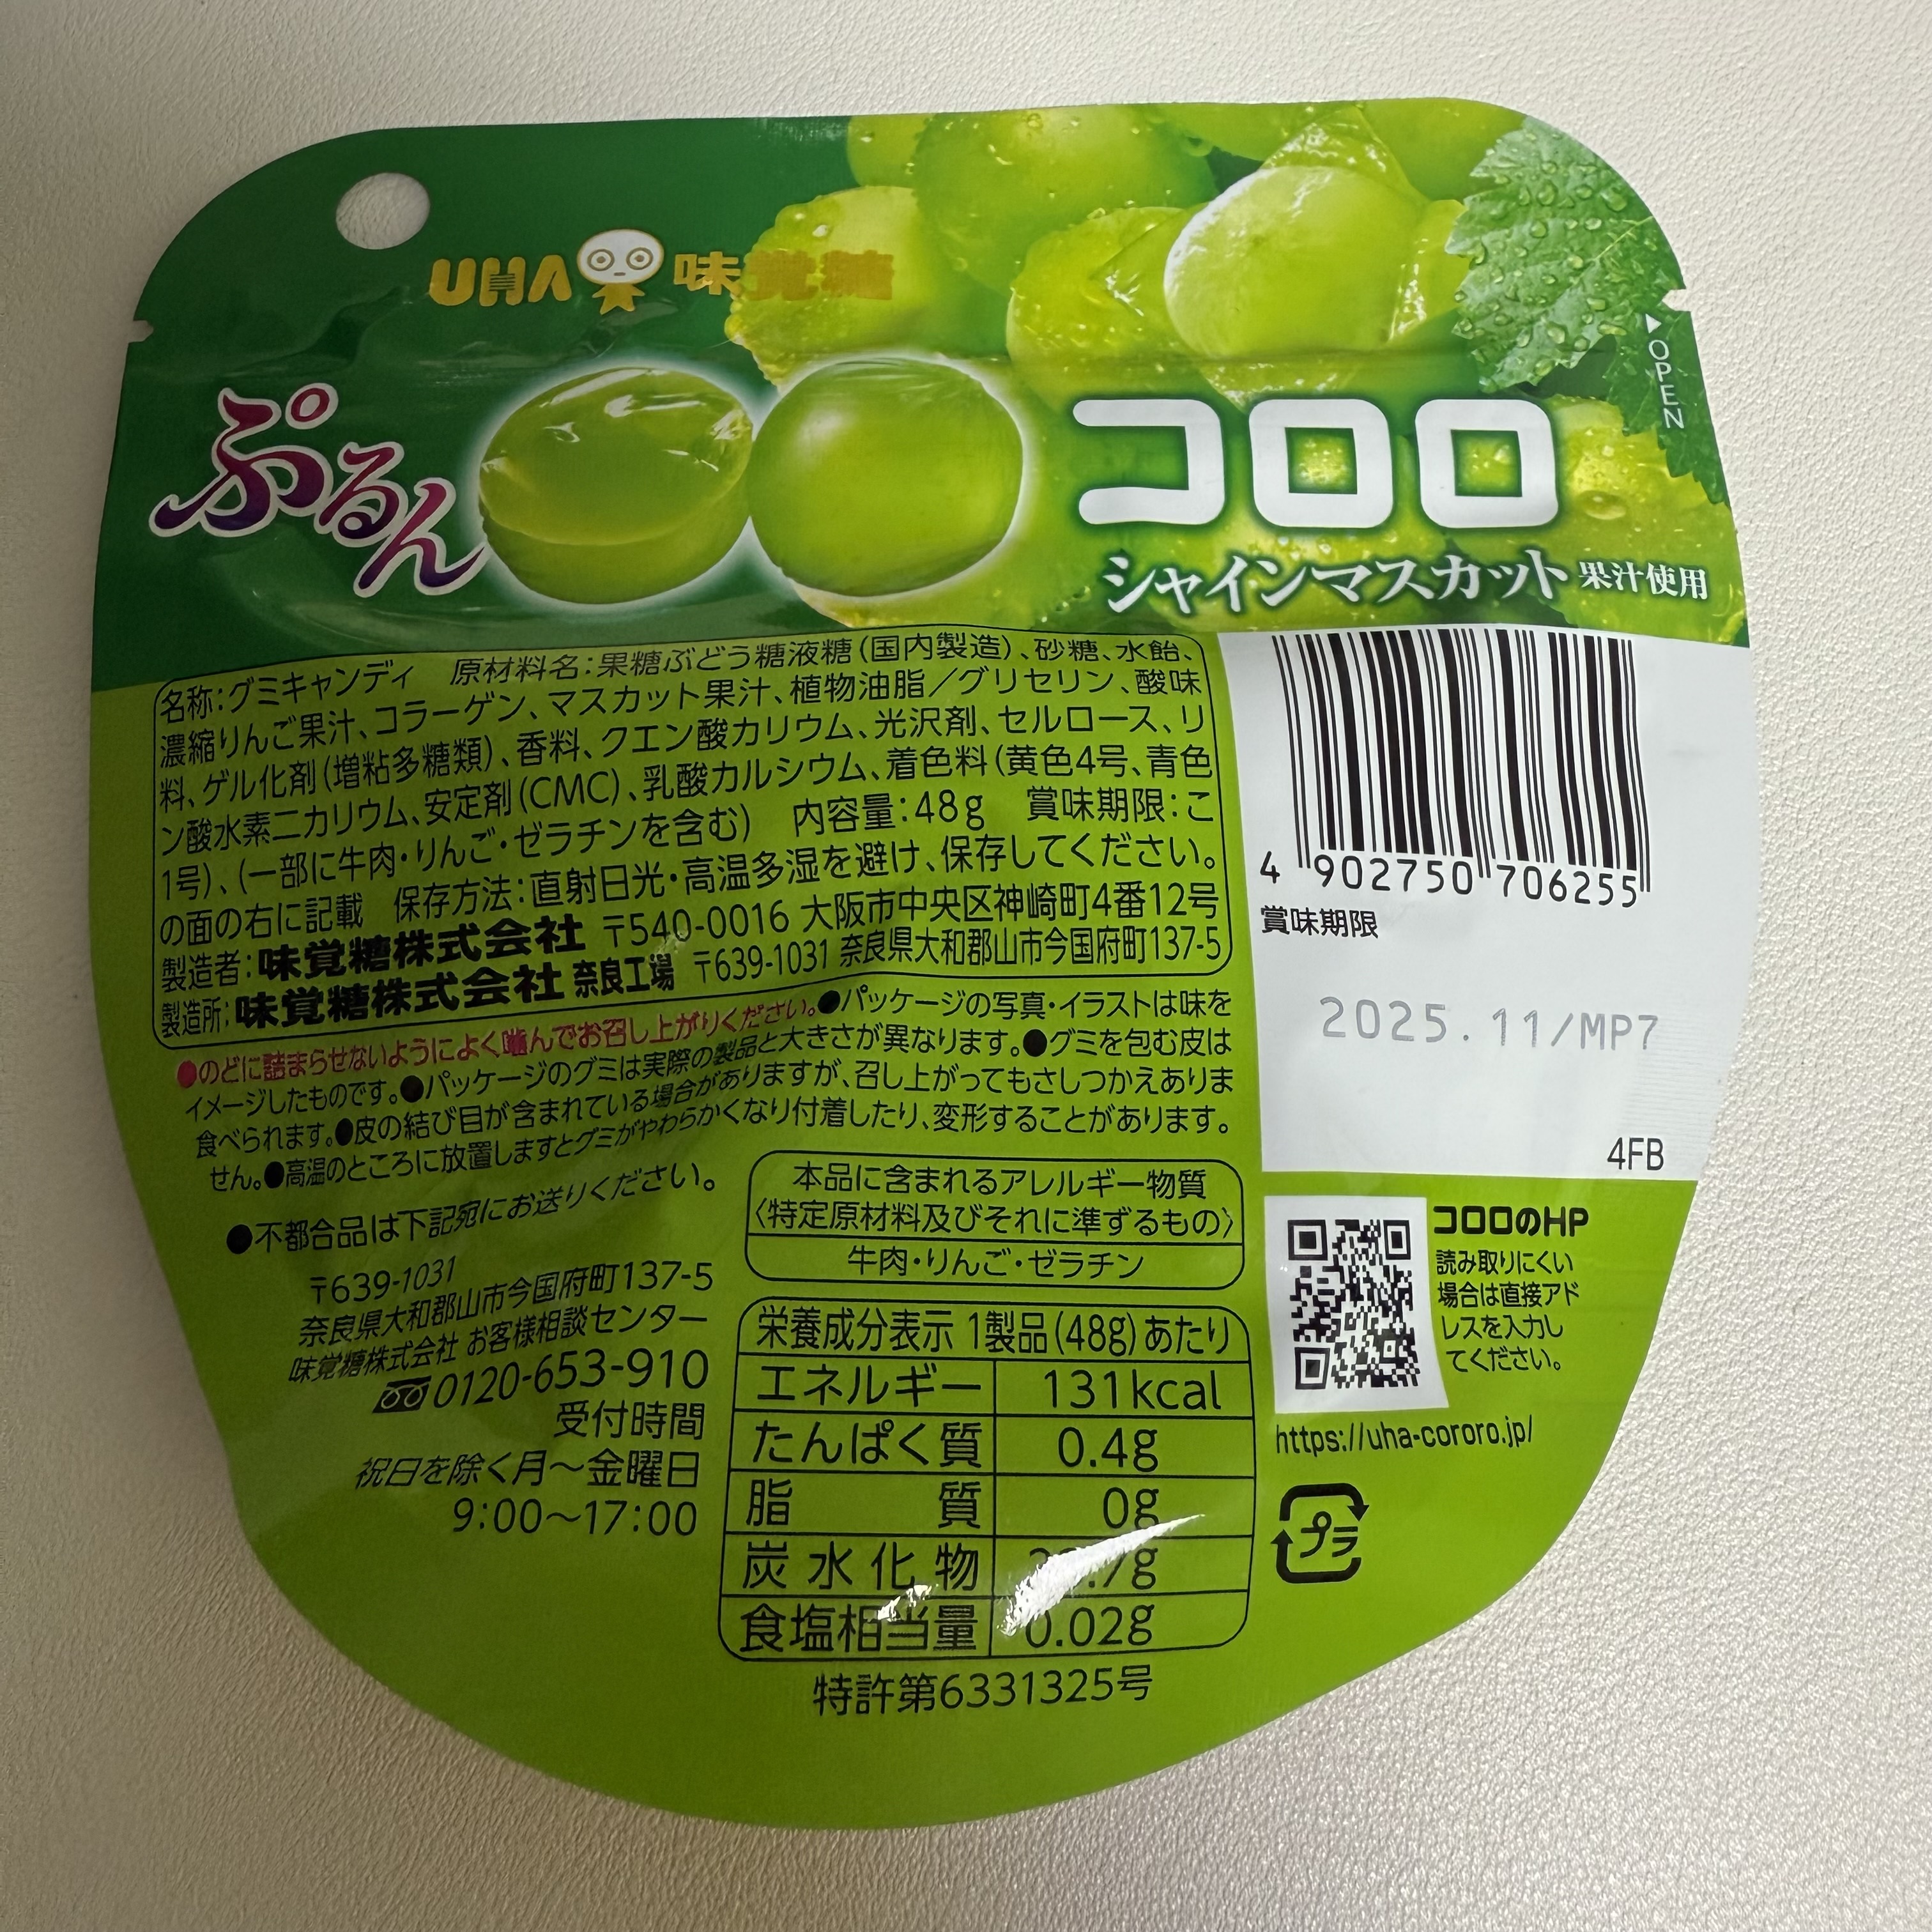 UHA味覚糖
OPEN
ぷるん
コロロ
シャインマスカット 果汁使用
名称:グミキャンディ 原材料名:果糖ぶどう糖液糖(国内製造)、砂糖、水飴、
濃縮りんご果汁、コラーゲン、マスカット果汁、植物油脂/グリセリン、酸味
料、ゲル化剤(増粘多糖類)、香料、クエン酸カリウム、光沢剤、セルロース、リ
ン酸水素二カリウム、安定剤(CMC)、乳酸カルシウム、着色料(黄色4号、青色
1号)、(一部に牛肉・りんご・ゼラチンを含む) 内容量:48g 賞味期限:こ
の面の右に記載 保存方法:直射日光・高温多湿を避け、保存してください。
製造者:味覚糖株式会社 〒540-0016 大阪市中央区神崎町4番12号
製造所:味覚糖株式会社 奈良工場 〒639-1031 奈良県大和郡山市今国府町137-5
●のどに詰まらせないようによく噛んでお召し上がりください。●パッケージの写真・イラストは味を
イメージしたものです。●パッケージのグミは実際の製品と大きさが異なります。●グミを包む皮は
食べられます。●皮の結び目が含まれている場合がありますが、召し上がってもさしつかえありま
せん。●高温のところに放置しますとグミがやわらかくなり付着したり、変形することがあります。
●不都合品は下記宛にお送りください。
〒639-1031
奈良県大和郡山市今国府町137-5
味覚糖株式会社 お客様相談センター
0120-653-910
受付時間
祝日を除く月〜金曜日
9:00〜17:00
本品に含まれるアレルギー物質
〈特定原材料及びそれに準ずるもの〉
牛肉・りんご・ゼラチン
栄養成分表示 1製品(48g)あたり
エネルギー 131kcal
たんぱく質 0.4g
脂質 0g
炭水化物
食塩相当量 0.02g
特許第6331325号
4 902750 706255
賞味期限
2025.11/MP7
4FB
コロロのHP
読み取りにくい
場合は直接アド
レスを入力し
てください。
https://uha-cororo.jp/
プラ